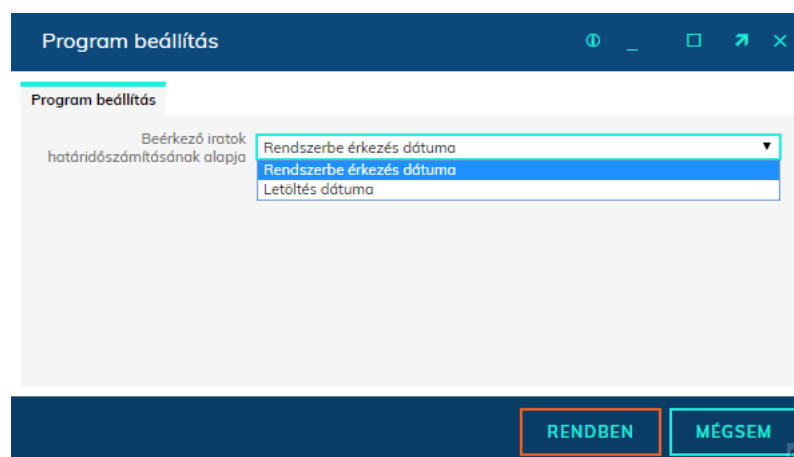 Program beállítás
Program beállítás
Beérkező iratok
határidőszámításának alapja
Rendszerbe érkezés dátuma
Rendszerbe érkezés dátuma
Letöltés dátuma
RENDBEN
MÉGSEM